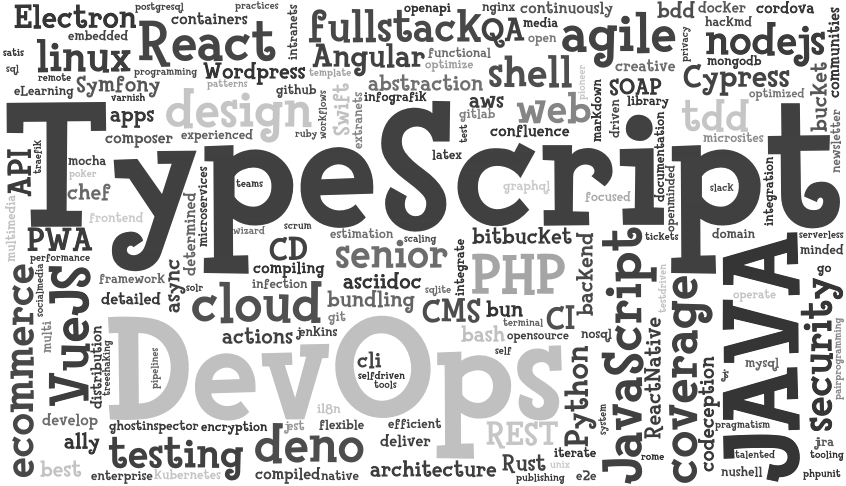 postgresql
practices
Electron
containers
intranets
openapi
nginx
continuously
bdd
docker
cordova
hackMd
communities
embedded
React
fullstack
QA
media
open
agile
privacy
nodejs
satis
linux
Angular
functional
optimize
shell
creative
mongodb
sql
remote
programming
Wordpress
template
abstraction
SOAP
Cypress
bucket
eLearning
Symfony
patterns
github
Swift
infografik
aws
web
pioneer
markdown
driven
library
optimized
varnish
apps
design
workflows
extranets
gitlab
test
confluence
tdd
newsletter
composer
experienced
ruby
documentation
microsites
TypeScript
API
traefik
mocha
latex
poker
chef
teams
graphql
focused
slack
integration
openminded
multimedia
frontend
determined
microservices
wizard
scrum
estimation
scaling
bitbucket
tickets
domain
serverless
minded
PWA
performance
CD
compiling
senior
integrate
backend
JavaScript
JAVA
go
ecommerce
socialmedia
VueJS
framework
async
infection
asciidoc
PHP
testdriven
detailed
solr
cloud
bundling
sqlite
CMS
bun
CI
coverage
operate
security
git
terminal
multi
distribution
treeshaking
actions
jenkins
bash
opensource
nosql
ReactNative
pairprogramming
DevOps
pipelines
cli
selfdriven
tools
self
Python
mysql
jor
codeception
il8n
develop
ghostinspector
encryption
jest
flexible
efficient
REST
system
pragmatism
ally
testing
deno
deliver
iterate
rome
talented
jira
tooling
best
enterprise
Kubernetes
compiled
native
architecture
Rust
unix
publishing
e2e
nushell
phpunit